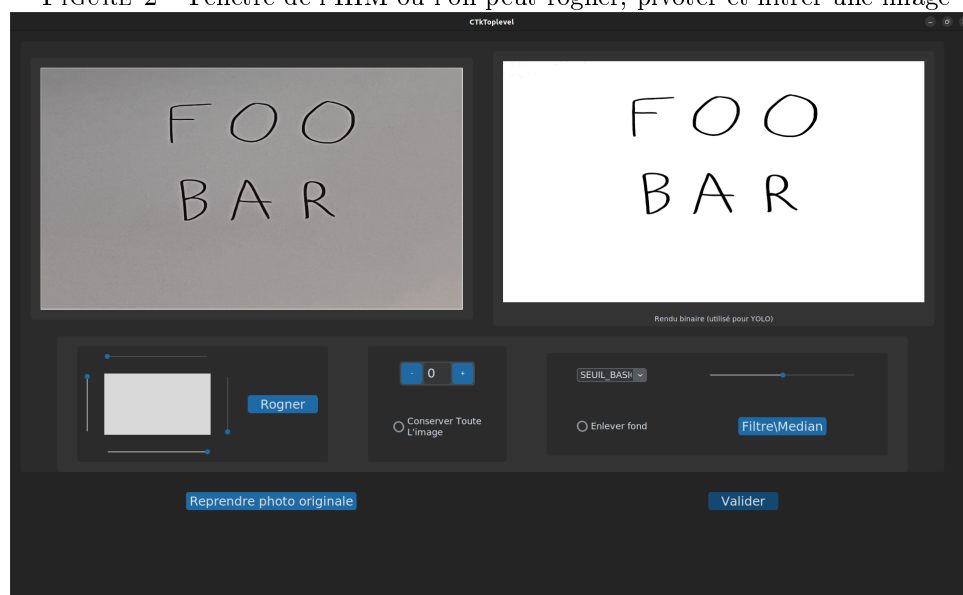 FIGURE 2 – Fenêtre de l'IHM où l'on peut rogner, pivoter et filtrer une image
CTkToplevel
FOO
BAR
FOO
BAR
Rendu binaire (utilisé pour YOLO)
Rogner
- 0 +
Conserver Toute
L'image
SEUIL_BASI
Enlever fond
Filtre\Median
Reprendre photo originale
Valider